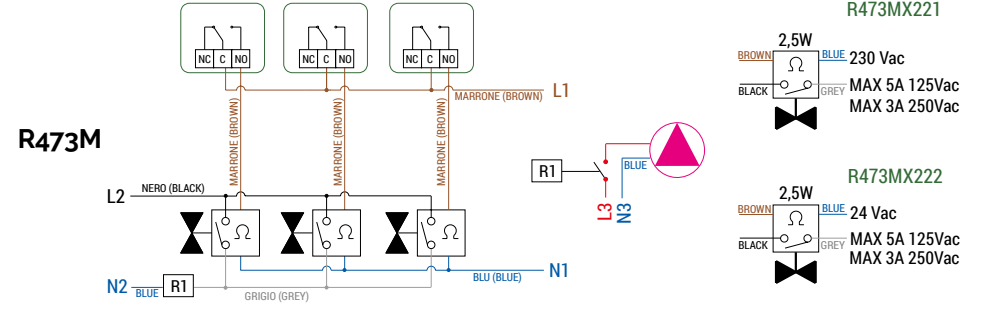 R473M
NC C NO
NC C NO
NC C NO
MARRONE (BROWN) L1
MARRONE (BROWN)
MARRONE (BROWN)
MARRONE (BROWN)
L2 NERO (BLACK)
Ω
Ω
Ω
BLU (BLUE) N1
N2 BLUE R1
GRIGIO (GREY)
R1
BLUE
L3
N3
R473MX221
2,5W
BROWN Ω BLUE 230 Vac
BLACK GREY MAX 5A 125Vac
MAX 3A 250Vac
R473MX222
2,5W
BROWN Ω BLUE 24 Vac
BLACK GREY MAX 5A 125Vac
MAX 3A 250Vac